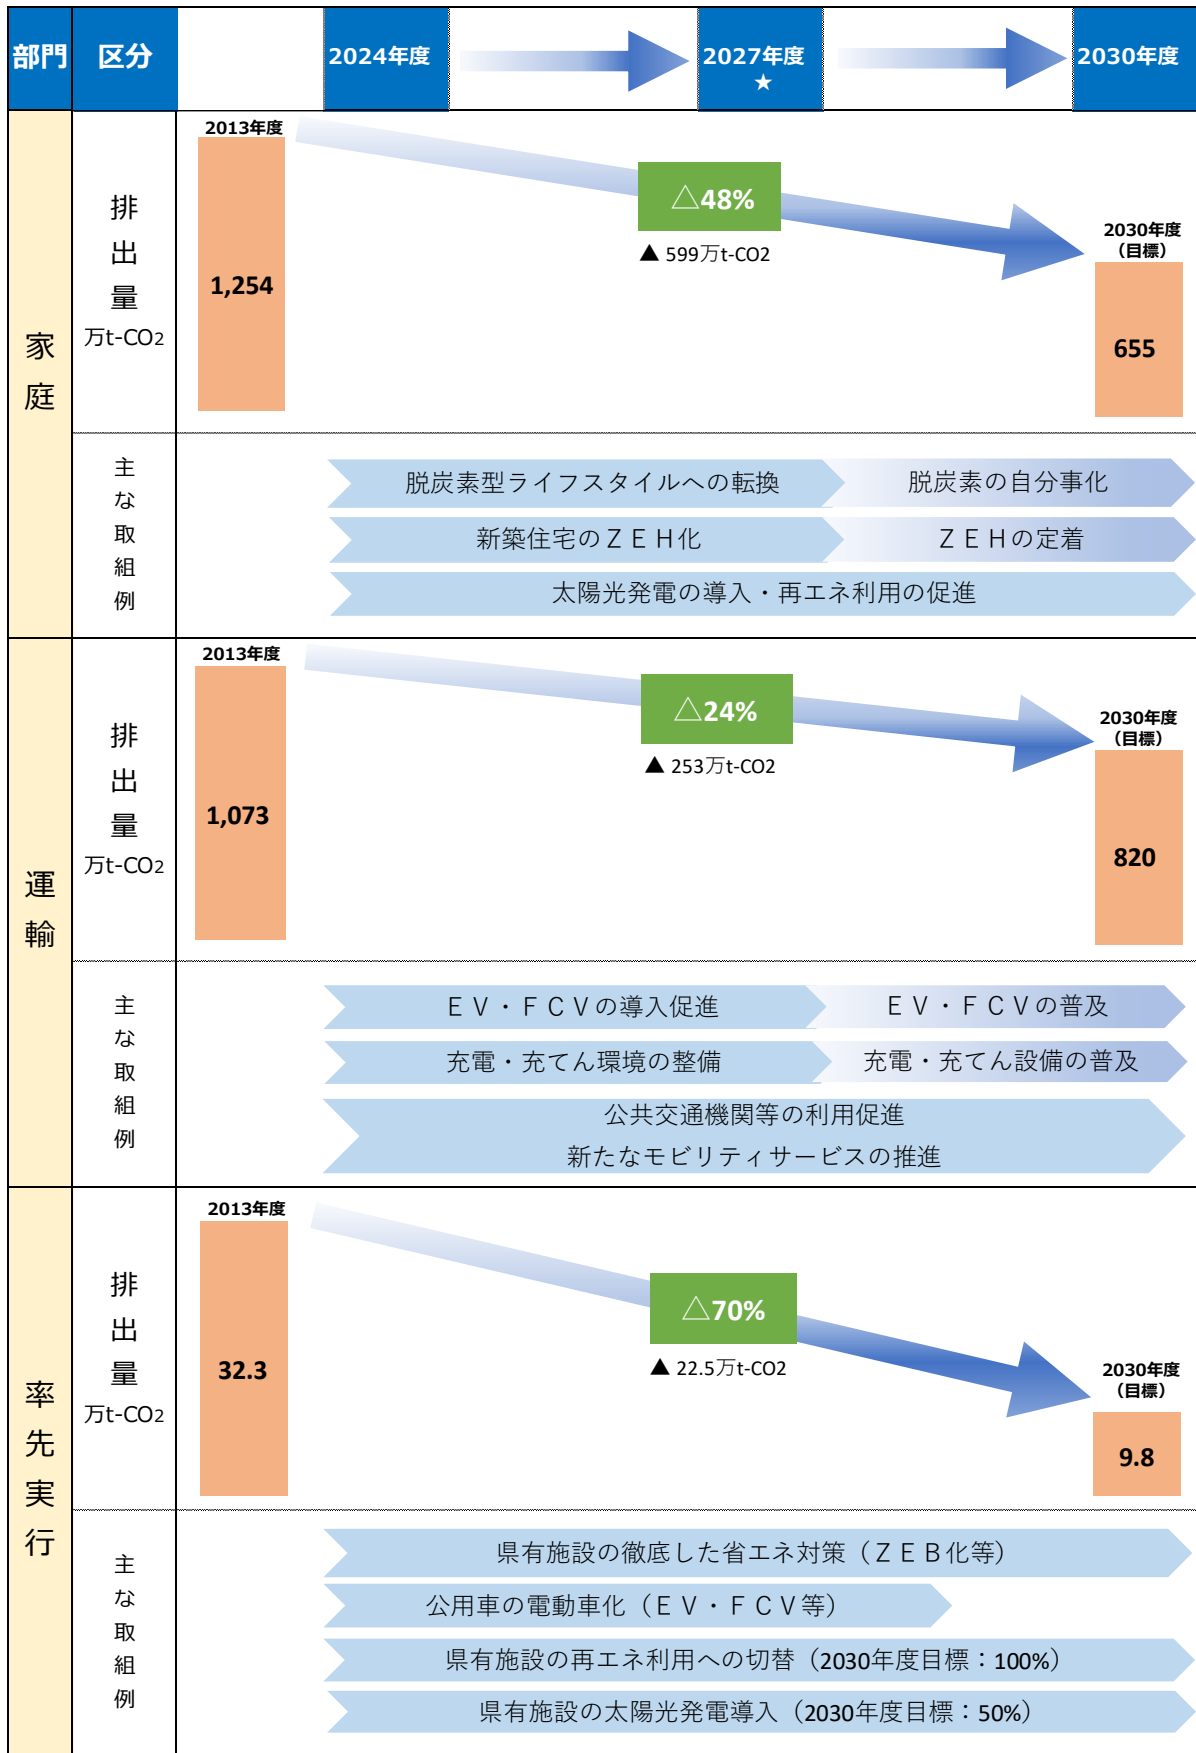 部門 区分 2024年度 2027年度 2030年度
★
家庭
排出量
万t-CO2
2013年度
1,254
△48%
▲ 599万t-CO2
2030年度
（目標）
655
主な取組例
脱炭素型ライフスタイルへの転換 脱炭素の自分事化
新築住宅のＺＥＨ化 ＺＥＨの定着
太陽光発電の導入・再エネ利用の促進
運輸
排出量
万t-CO2
2013年度
1,073
△24%
▲ 253万t-CO2
2030年度
（目標）
820
主な取組例
ＥＶ・ＦＣＶの導入促進 ＥＶ・ＦＣＶの普及
充電・充てん環境の整備 充電・充てん設備の普及
公共交通機関等の利用促進
新たなモビリティサービスの推進
率先実行
排出量
万t-CO2
2013年度
32.3
△70%
▲ 22.5万t-CO2
2030年度
（目標）
9.8
主な取組例
県有施設の徹底した省エネ対策（ＺＥＢ化等）
公用車の電動車化（ＥＶ・ＦＣＶ等）
県有施設の再エネ利用への切替（2030年度目標：100%）
県有施設の太陽光発電導入（2030年度目標：50%）